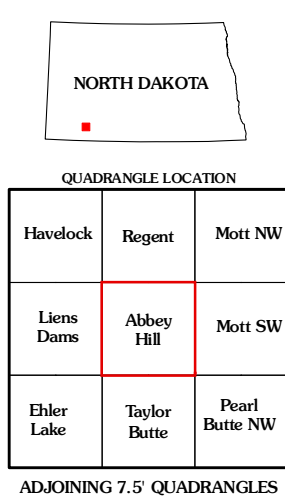 NORTH DAKOTA
QUADRANGLE LOCATION
Havelock Regent Mott NW
Liens Dams Abbey Hill Mott SW
Ehler Lake Taylor Butte Pearl Butte NW
ADJOINING 7.5' QUADRANGLES